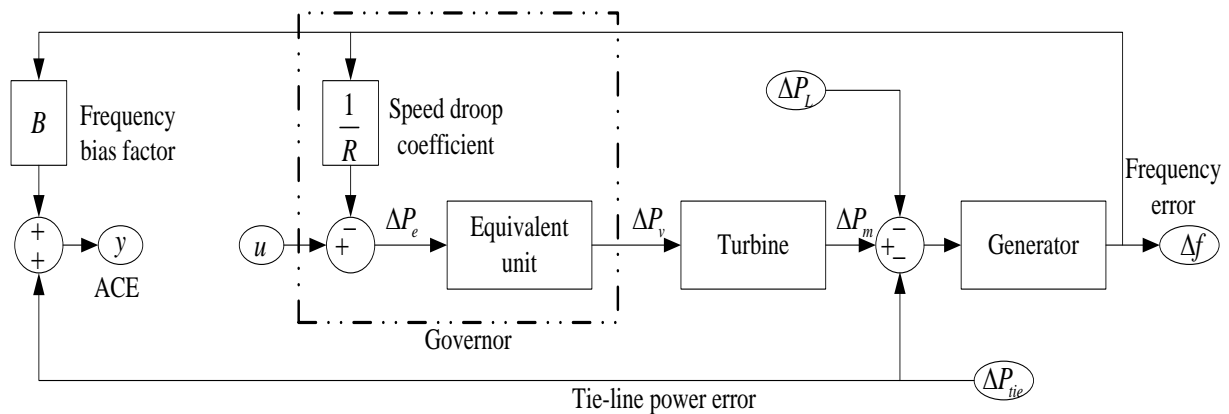 B
Frequency
bias factor
1
R
Speed droop
coefficient
ΔP_L
Frequency
error
+
+
y
ACE
u
−
+
ΔP_e
Equivalent
unit
ΔP_v
Turbine
ΔP_m
−
+
−
Generator
Δf
Governor
Tie-line power error
ΔP_tie